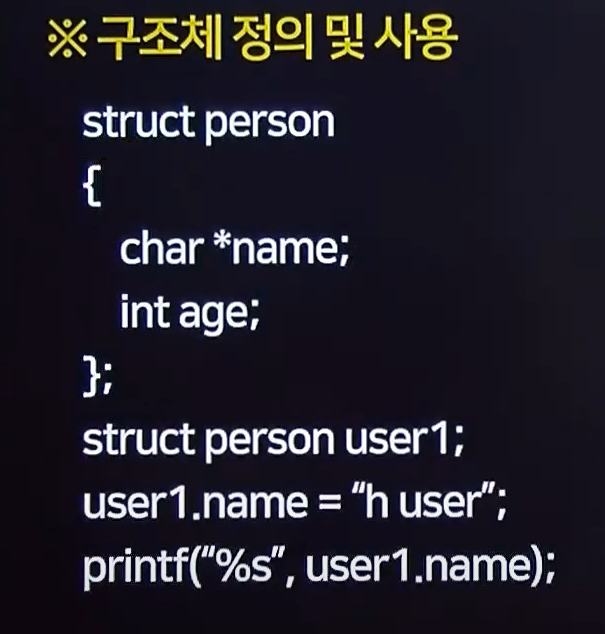 ※ 구조체 정의 및 사용
struct person
{
char *name;
int age;
};
struct person user1;
user1.name = “h user”;
printf(“%s”, user1.name);